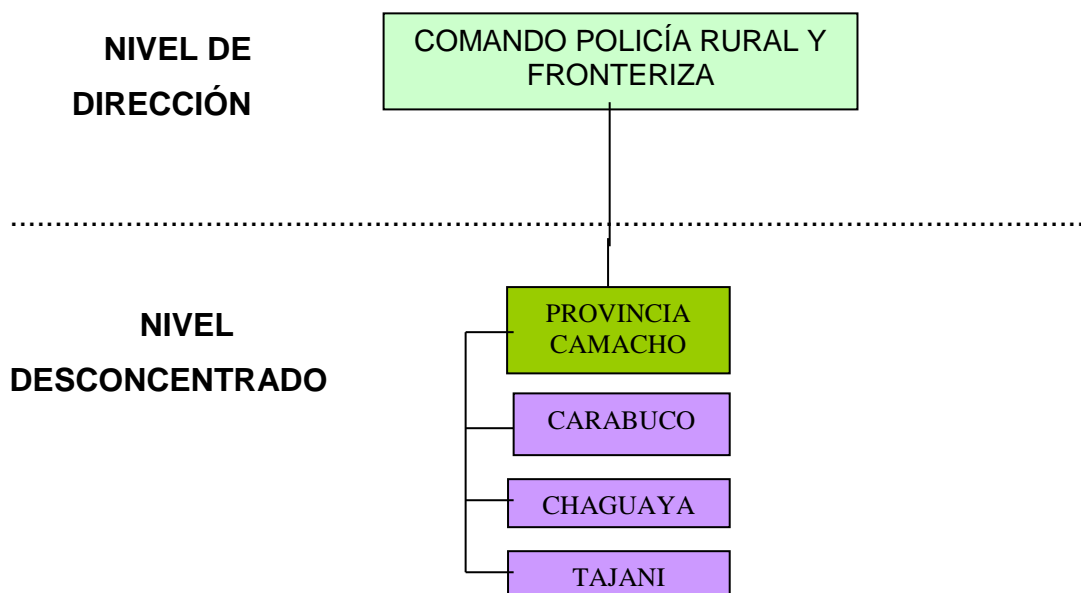 NIVEL DE
DIRECCIÓN
COMANDO POLICÍA RURAL Y
FRONTERIZA
NIVEL
DESCONCENTRADO
PROVINCIA
CAMACHO
CARABUCO
CHAGUAYA
TAJANI